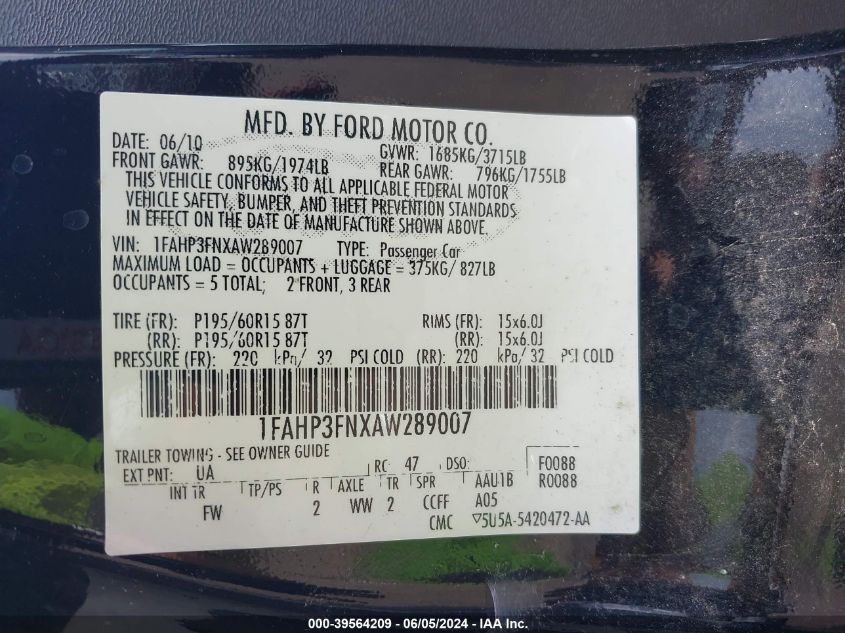 MFD. BY FORD MOTOR CO.
DATE: 06/10 GVWR: 1685KG/3715LB
FRONT GAWR: 895KG/1974LB REAR GAWR: 796KG/1755LB
THIS VEHICLE CONFORMS TO ALL APPLICABLE FEDERAL MOTOR
VEHICLE SAFETY, BUMPER, AND THEFT PREVENTION STANDARDS
IN EFFECT ON THE DATE OF MANUFACTURE SHOWN ABOVE.
VIN: 1FAHP3FNXAW289007 TYPE: Passenger Car
MAXIMUM LOAD = OCCUPANTS + LUGGAGE = 375KG/ 827LB
OCCUPANTS = 5 TOTAL; 2 FRONT, 3 REAR
TIRE (FR): P195/60R15 87T RIMS (FR): 15x6.0J
(RR): P195/60R15 87T (RR): 15x6.0J
PRESSURE (FR): 220 kPa/ 32 PSI COLD (RR): 220 kPa/ 32 PSI COLD
1FAHP3FNXAW289007
TRAILER TOWING - SEE OWNER GUIDE
EXT PNT: UA RC: 47 DSO: F0088
R0088
INT TR TP/PS R AXLE TR SPR AAU1B
FW 2 WW 2 CCFF A05
CMC ▽5U5A-5420472-AA
000-39564209 - 06/05/2024 - IAA Inc.